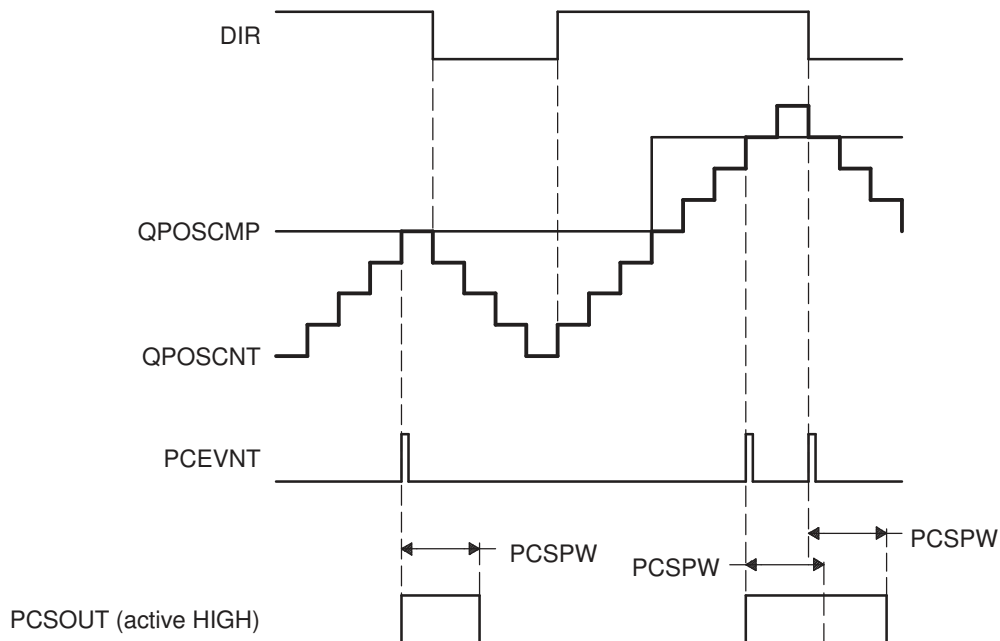 DIR
QPOSCMP
QPOSCNT
PCEVNT
PCSPW
PCSPW
PCSPW
PCSOUT (active HIGH)